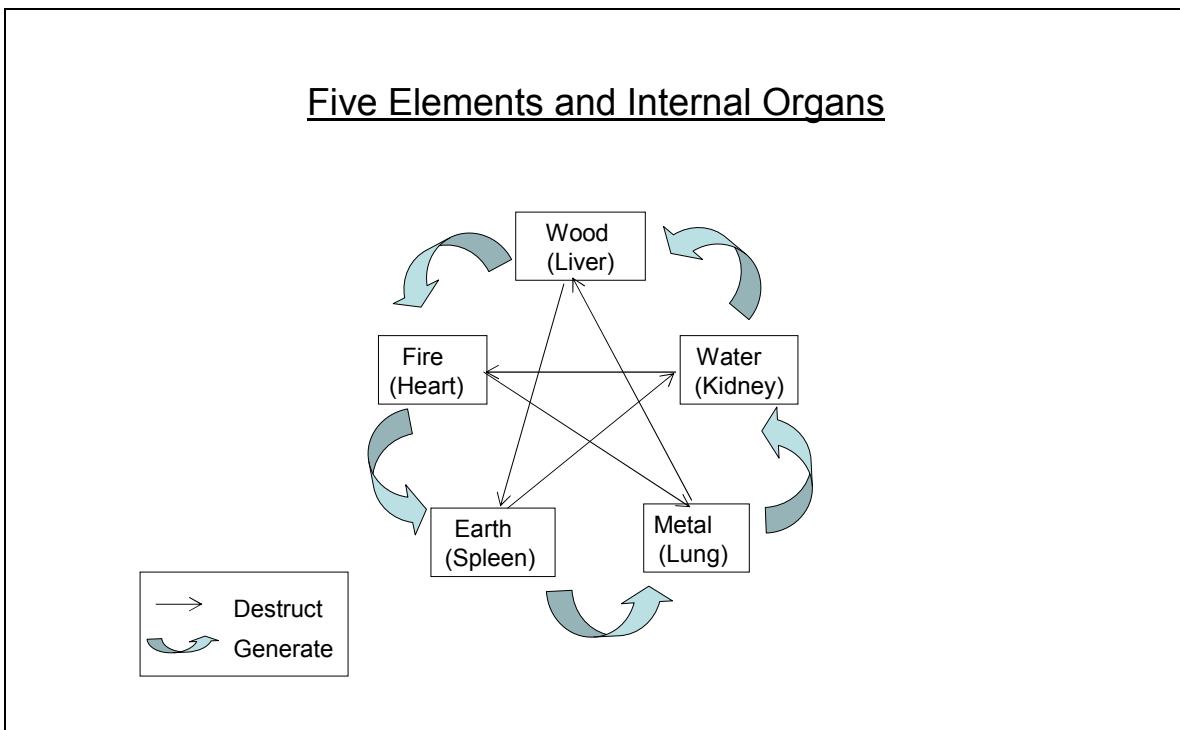 Five Elements and Internal Organs
Wood
(Liver)
Fire
(Heart)
Water
(Kidney)
Earth
(Spleen)
Metal
(Lung)
Destruct
Generate